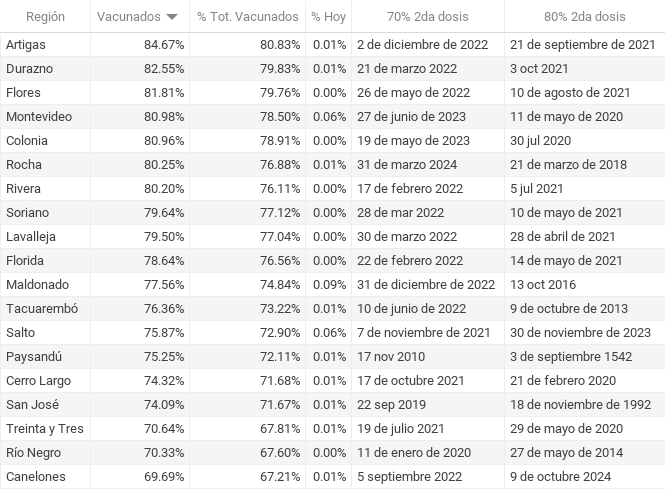 Región Vacunados % Tot. Vacunados % Hoy 70% 2da dosis 80% 2da dosis
Artigas 84.67% 80.83% 0.01% 2 de diciembre de 2022 21 de septiembre de 2021
Durazno 82.55% 79.83% 0.01% 21 de marzo 2022 3 oct 2021
Flores 81.81% 79.76% 0.00% 26 de mayo de 2022 10 de agosto de 2021
Montevideo 80.98% 78.50% 0.06% 27 de junio de 2023 11 de mayo de 2020
Colonia 80.96% 78.91% 0.00% 19 de mayo de 2023 30 jul 2020
Rocha 80.25% 76.88% 0.01% 31 de marzo 2024 21 de marzo de 2018
Rivera 80.20% 76.11% 0.00% 17 de febrero 2022 5 jul 2021
Soriano 79.64% 77.12% 0.00% 28 de mar 2022 10 de mayo de 2021
Lavalleja 79.50% 77.04% 0.00% 30 de marzo 2022 28 de abril de 2021
Florida 78.64% 76.56% 0.00% 22 de febrero 2022 14 de mayo de 2021
Maldonado 77.56% 74.84% 0.09% 31 de diciembre de 2022 13 oct 2016
Tacuarembó 76.36% 73.22% 0.01% 10 de junio de 2022 9 de octubre de 2013
Salto 75.87% 72.90% 0.06% 7 de noviembre de 2021 30 de noviembre de 2023
Paysandú 75.25% 72.11% 0.01% 17 nov 2010 3 de septiembre 1542
Cerro Largo 74.32% 71.68% 0.01% 17 de octubre 2021 21 de febrero 2020
San José 74.09% 71.67% 0.01% 22 sep 2019 18 de noviembre de 1992
Treinta y Tres 70.64% 67.81% 0.01% 19 de julio 2021 29 de mayo de 2020
Río Negro 70.33% 67.60% 0.00% 11 de enero de 2020 27 de mayo de 2014
Canelones 69.69% 67.21% 0.01% 5 septiembre 2022 9 de octubre 2024